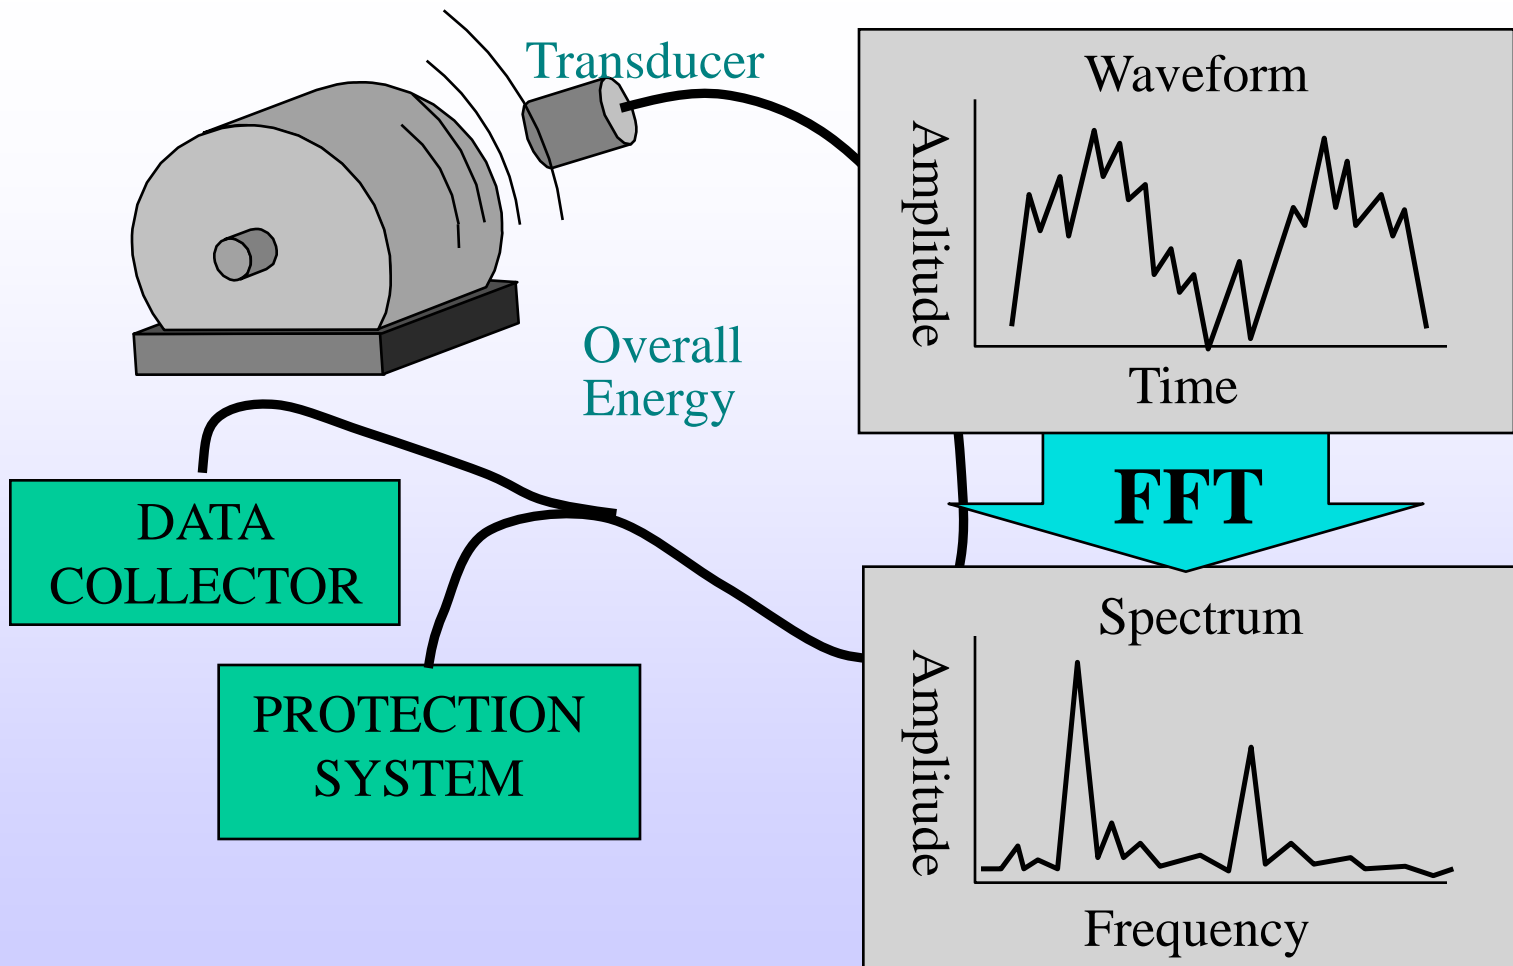 Transducer
Waveform
Amplitude
Time
Overall
Energy
FFT
DATA
COLLECTOR
PROTECTION
SYSTEM
Spectrum
Amplitude
Frequency